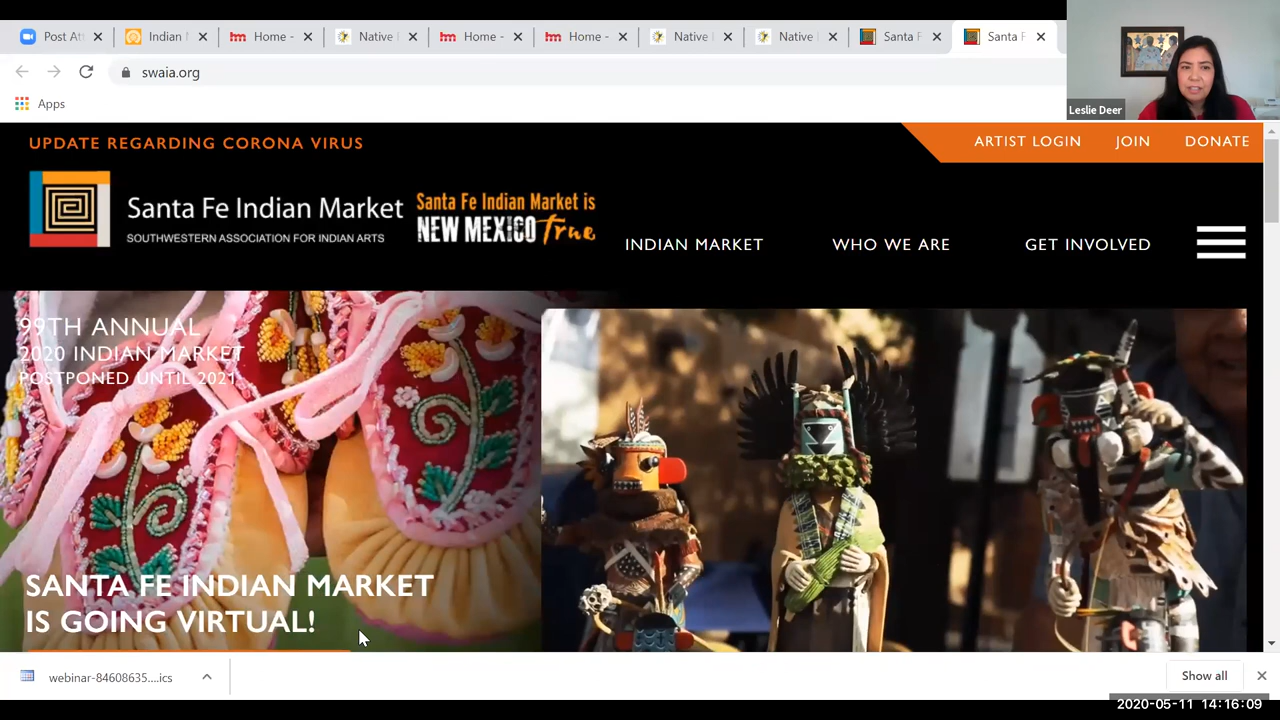 Post At
Indian
Home -
Native
Home -
Home -
Native
Native
Santa F
Santa F
swaia.org
Apps
Leslie Deer
UPDATE REGARDING CORONA VIRUS
ARTIST LOGIN
JOIN
DONATE
Santa Fe Indian Market
SOUTHWESTERN ASSOCIATION FOR INDIAN ARTS
Santa Fe Indian Market is
NEW MEXICO True
INDIAN MARKET
WHO WE ARE
GET INVOLVED
99TH ANNUAL
2020 INDIAN MARKET
POSTPONED UNTIL 2021
SANTA FE INDIAN MARKET
IS GOING VIRTUAL!
webinar-84608635....ics
Show all
2020-05-11 14:16:09